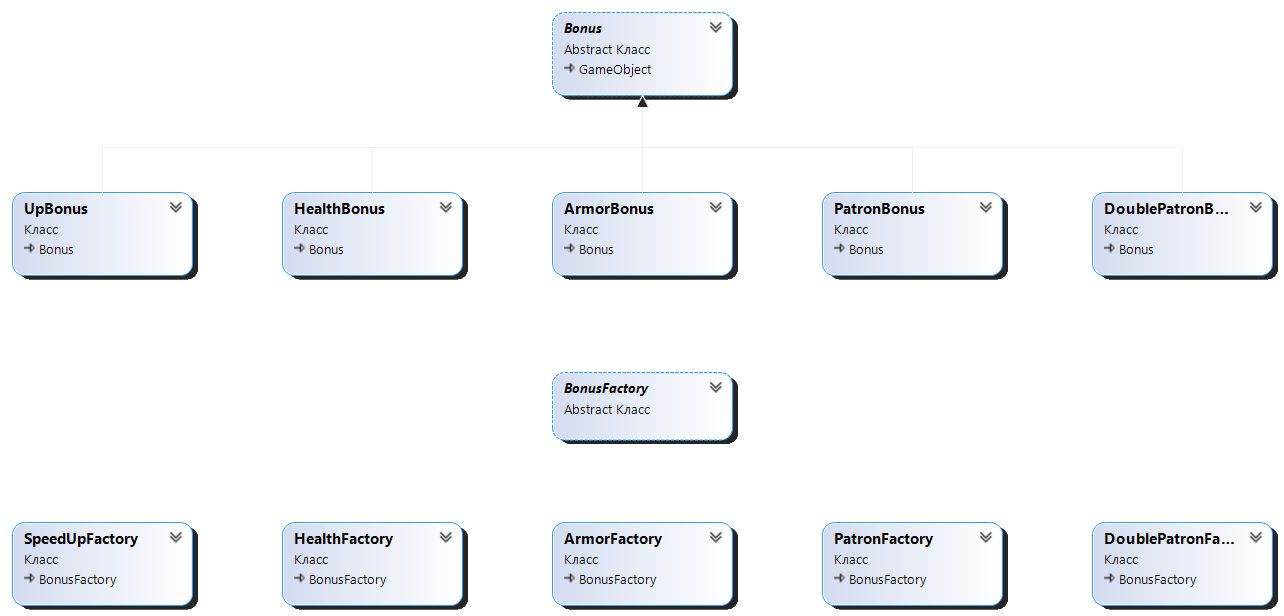 Bonus
Abstract Класс
GameObject
UpBonus
Класс
Bonus
HealthBonus
Класс
Bonus
ArmorBonus
Класс
Bonus
PatronBonus
Класс
Bonus
DoublePatronB...
Класс
Bonus
BonusFactory
Abstract Класс
SpeedUpFactory
Класс
BonusFactory
HealthFactory
Класс
BonusFactory
ArmorFactory
Класс
BonusFactory
PatronFactory
Класс
BonusFactory
DoublePatronFa...
Класс
BonusFactory